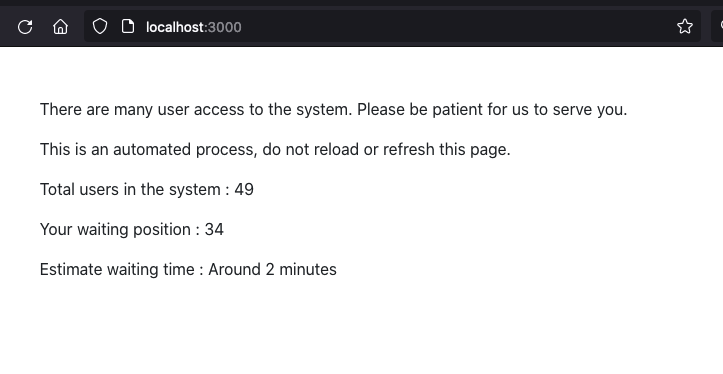 localhost:3000
There are many user access to the system. Please be patient for us to serve you.
This is an automated process, do not reload or refresh this page.
Total users in the system : 49
Your waiting position : 34
Estimate waiting time : Around 2 minutes